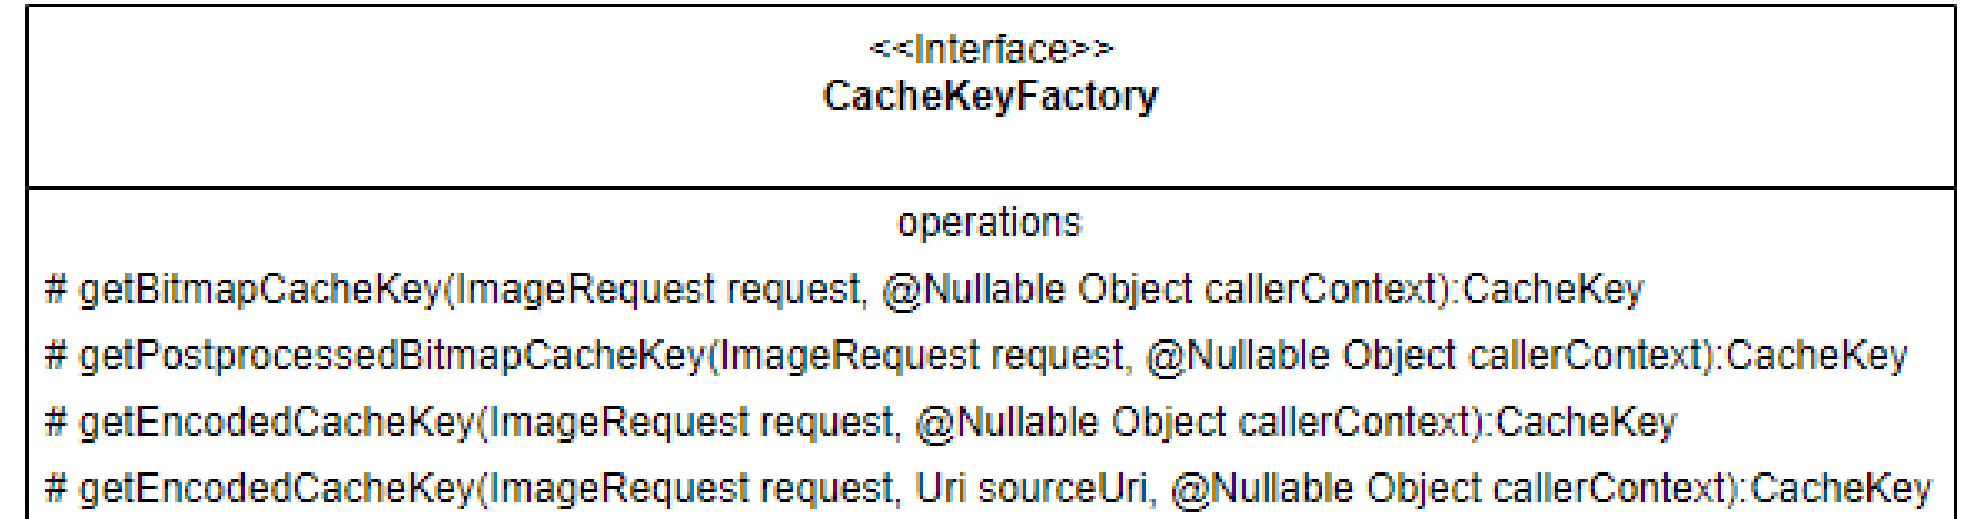 <<Interface>>
CacheKeyFactory
operations
# getBitmapCacheKey(ImageRequest request, @Nullable Object callerContext):CacheKey
# getPostprocessedBitmapCacheKey(ImageRequest request, @Nullable Object callerContext):CacheKey
# getEncodedCacheKey(ImageRequest request, @Nullable Object callerContext):CacheKey
# getEncodedCacheKey(ImageRequest request, Uri sourceUri, @Nullable Object callerContext):CacheKey